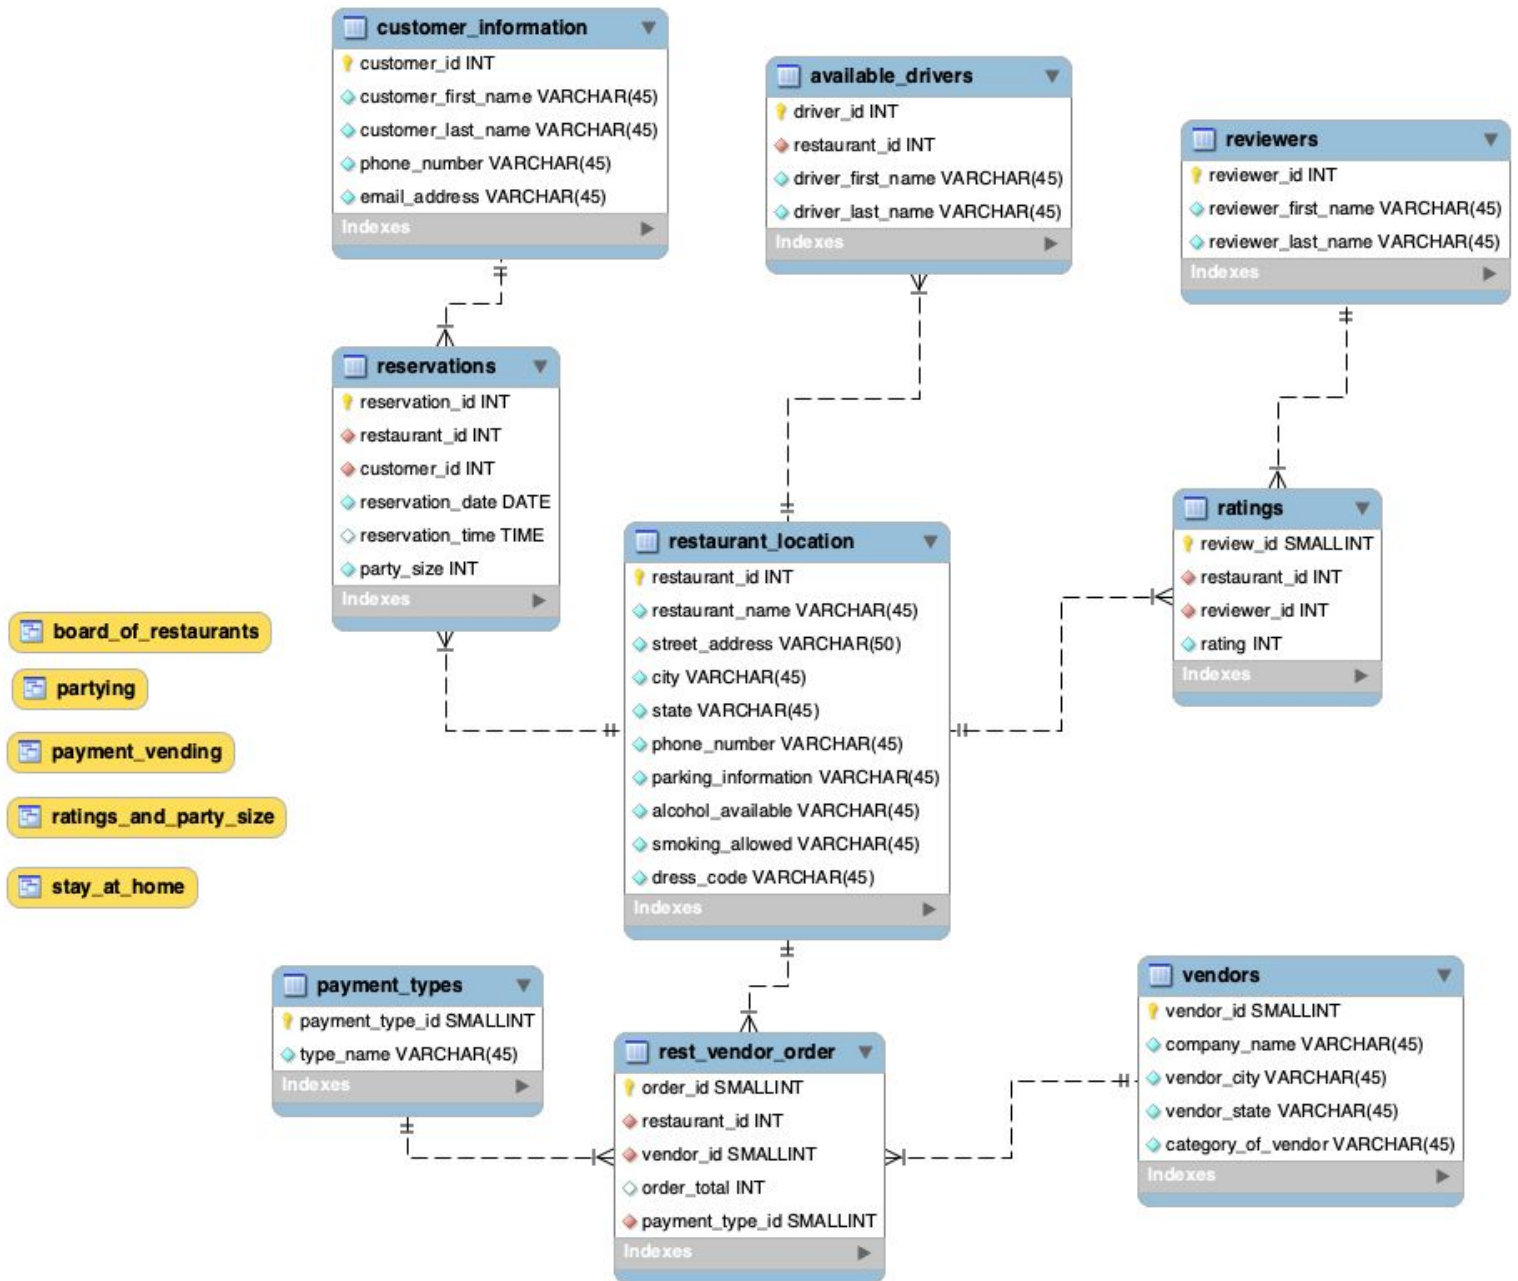 customer_information
customer_id INT
customer_first_name VARCHAR(45)
customer_last_name VARCHAR(45)
phone_number VARCHAR(45)
email_address VARCHAR(45)
Indexes
available_drivers
driver_id INT
restaurant_id INT
driver_first_name VARCHAR(45)
driver_last_name VARCHAR(45)
Indexes
reviewers
reviewer_id INT
reviewer_first_name VARCHAR(45)
reviewer_last_name VARCHAR(45)
Indexes
reservations
reservation_id INT
restaurant_id INT
customer_id INT
reservation_date DATE
reservation_time TIME
party_size INT
Indexes
restaurant_location
restaurant_id INT
restaurant_name VARCHAR(45)
street_address VARCHAR(50)
city VARCHAR(45)
state VARCHAR(45)
phone_number VARCHAR(45)
parking_information VARCHAR(45)
alcohol_available VARCHAR(45)
smoking_allowed VARCHAR(45)
dress_code VARCHAR(45)
Indexes
ratings
review_id SMALLINT
restaurant_id INT
reviewer_id INT
rating INT
Indexes
board_of_restaurants
partying
payment_vending
ratings_and_party_size
stay_at_home
payment_types
payment_type_id SMALLINT
type_name VARCHAR(45)
Indexes
rest_vendor_order
order_id SMALLINT
restaurant_id INT
vendor_id SMALLINT
order_total INT
payment_type_id SMALLINT
Indexes
vendors
vendor_id SMALLINT
company_name VARCHAR(45)
vendor_city VARCHAR(45)
vendor_state VARCHAR(45)
category_of_vendor VARCHAR(45)
Indexes